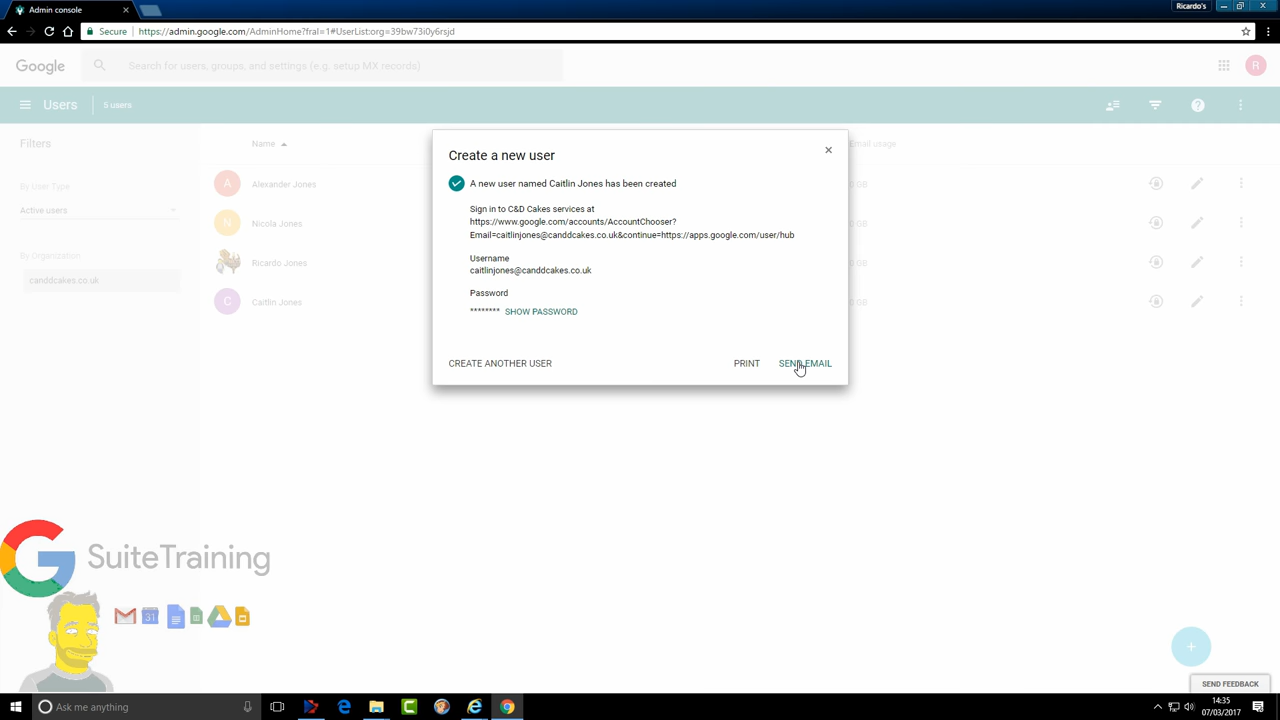 Admin console
Ricardo's
Secure
https://admin.google.com/AdminHome?fral=1#UserList:org=39bw73i0y6rsjd
Google
Search for users, groups, and settings (e.g. setup MX records)
R
Users
5 users
Filters
Name
Email usage
By User Type
Active users
By Organization
canddcakes.co.uk
A
Alexander Jones
GB
N
Nicola Jones
GB
Ricardo Jones
GB
C
Caitlin Jones
GB
Create a new user
A new user named Caitlin Jones has been created
Sign in to C&D Cakes services at
https://www.google.com/accounts/AccountChooser?
Email=caitlinjones@canddcakes.co.uk&continue=https://apps.google.com/user/hub
Username
caitlinjones@canddcakes.co.uk
Password
******** SHOW PASSWORD
CREATE ANOTHER USER
PRINT
SEND EMAIL
G SuiteTraining
31
SEND FEEDBACK
Ask me anything
14:35
07/03/2017